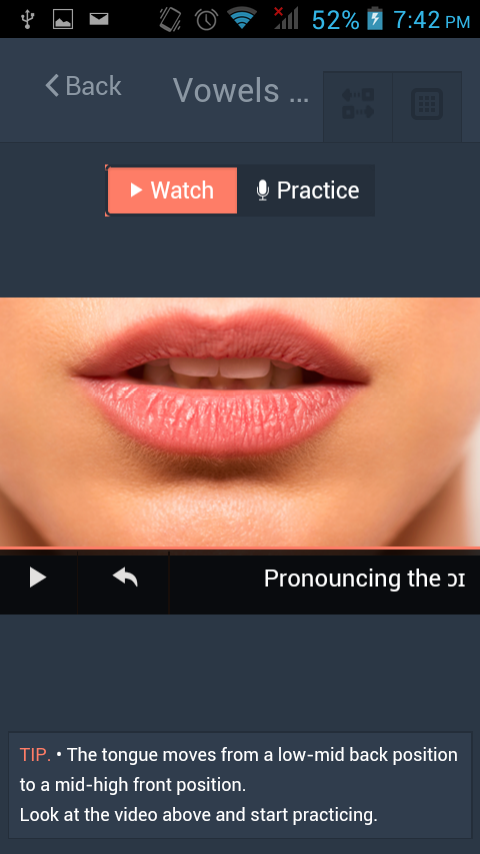 52% 7:42 PM
Back Vowels ...
Watch Practice
Pronouncing the ɔɪ
TIP. • The tongue moves from a low-mid back position
to a mid-high front position.
Look at the video above and start practicing.